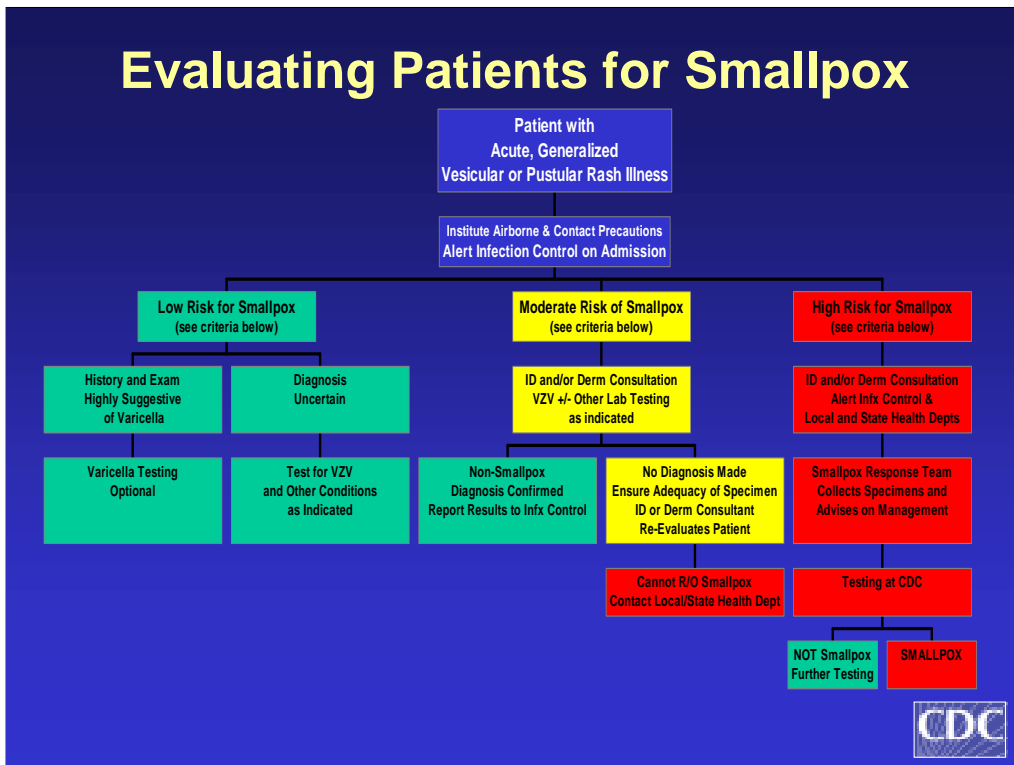 Evaluating Patients for Smallpox
Patient with
Acute, Generalized
Vesicular or Pustular Rash Illness
Institute Airborne & Contact Precautions
Alert Infection Control on Admission
Low Risk for Smallpox
(see criteria below)
History and Exam
Highly Suggestive
of Varicella
Varicella Testing
Optional
Diagnosis
Uncertain
Test for VZV
and Other Conditions
as Indicated
Moderate Risk of Smallpox
(see criteria below)
ID and/or Derm Consultation
VZV +/- Other Lab Testing
as indicated
Non-Smallpox
Diagnosis Confirmed
Report Results to Infx Control
No Diagnosis Made
Ensure Adequacy of Specimen
ID or Derm Consultant
Re-Evaluates Patient
Cannot R/O Smallpox
Contact Local/State Health Dept
High Risk for Smallpox
(see criteria below)
ID and/or Derm Consultation
Alert Infx Control &
Local and State Health Depts
Smallpox Response Team
Collects Specimens and
Advises on Management
Testing at CDC
NOT Smallpox
Further Testing
SMALLPOX
CDC